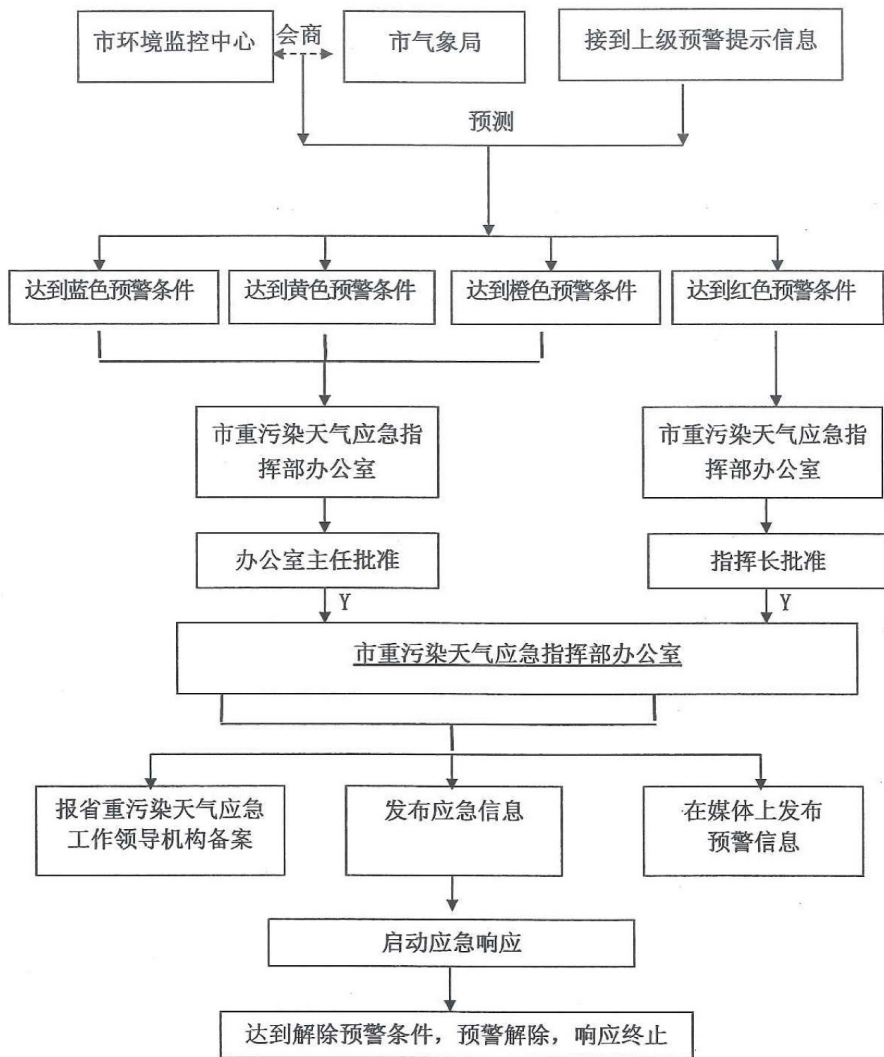 市环境监控中心
会商
市气象局
接到上级预警提示信息
预测
达到蓝色预警条件
达到黄色预警条件
达到橙色预警条件
达到红色预警条件
市重污染天气应急指
挥部办公室
市重污染天气应急指
挥部办公室
办公室主任批准
指挥长批准
Y
Y
市重污染天气应急指挥部办公室
报省重污染天气应急
工作领导机构备案
发布应急信息
在媒体上发布
预警信息
启动应急响应
达到解除预警条件，预警解除，响应终止